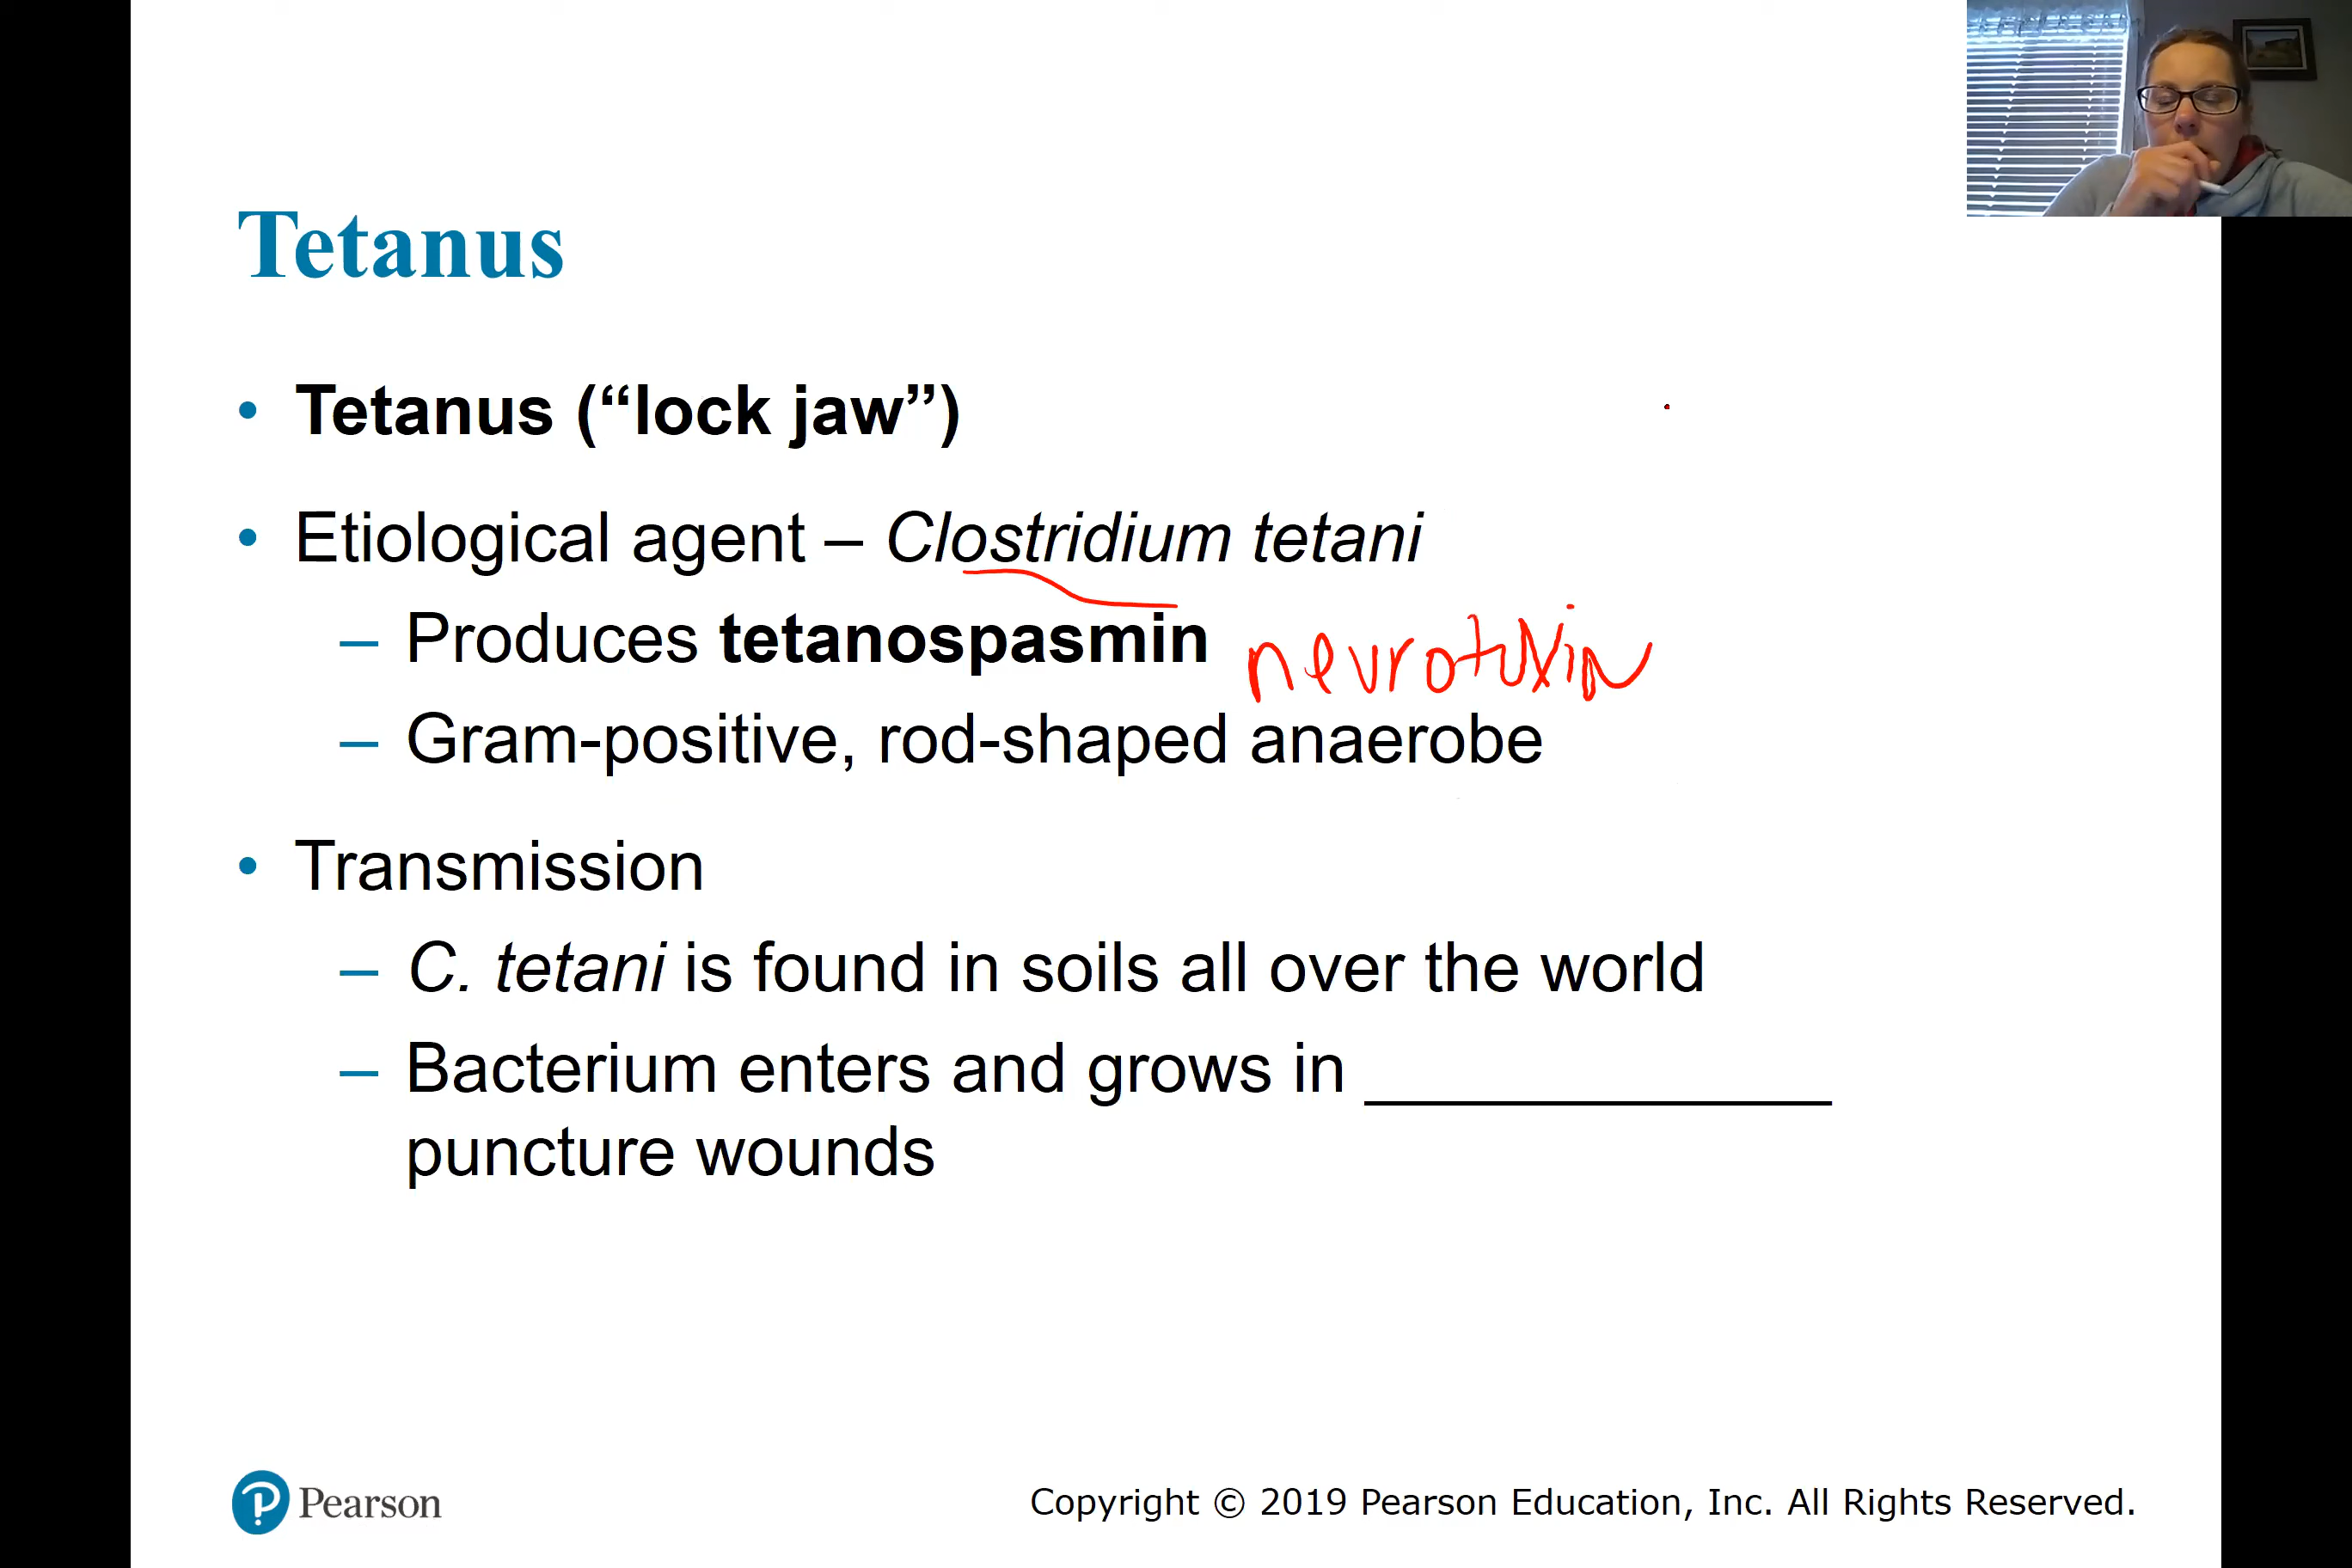 Tetanus
• Tetanus (“lock jaw”)
• Etiological agent – Clostridium tetani
– Produces tetanospasmin neurotoxin
– Gram-positive, rod-shaped anaerobe
• Transmission
– C. tetani is found in soils all over the world
– Bacterium enters and grows in ______________
puncture wounds
Pearson
Copyright © 2019 Pearson Education, Inc. All Rights Reserved.